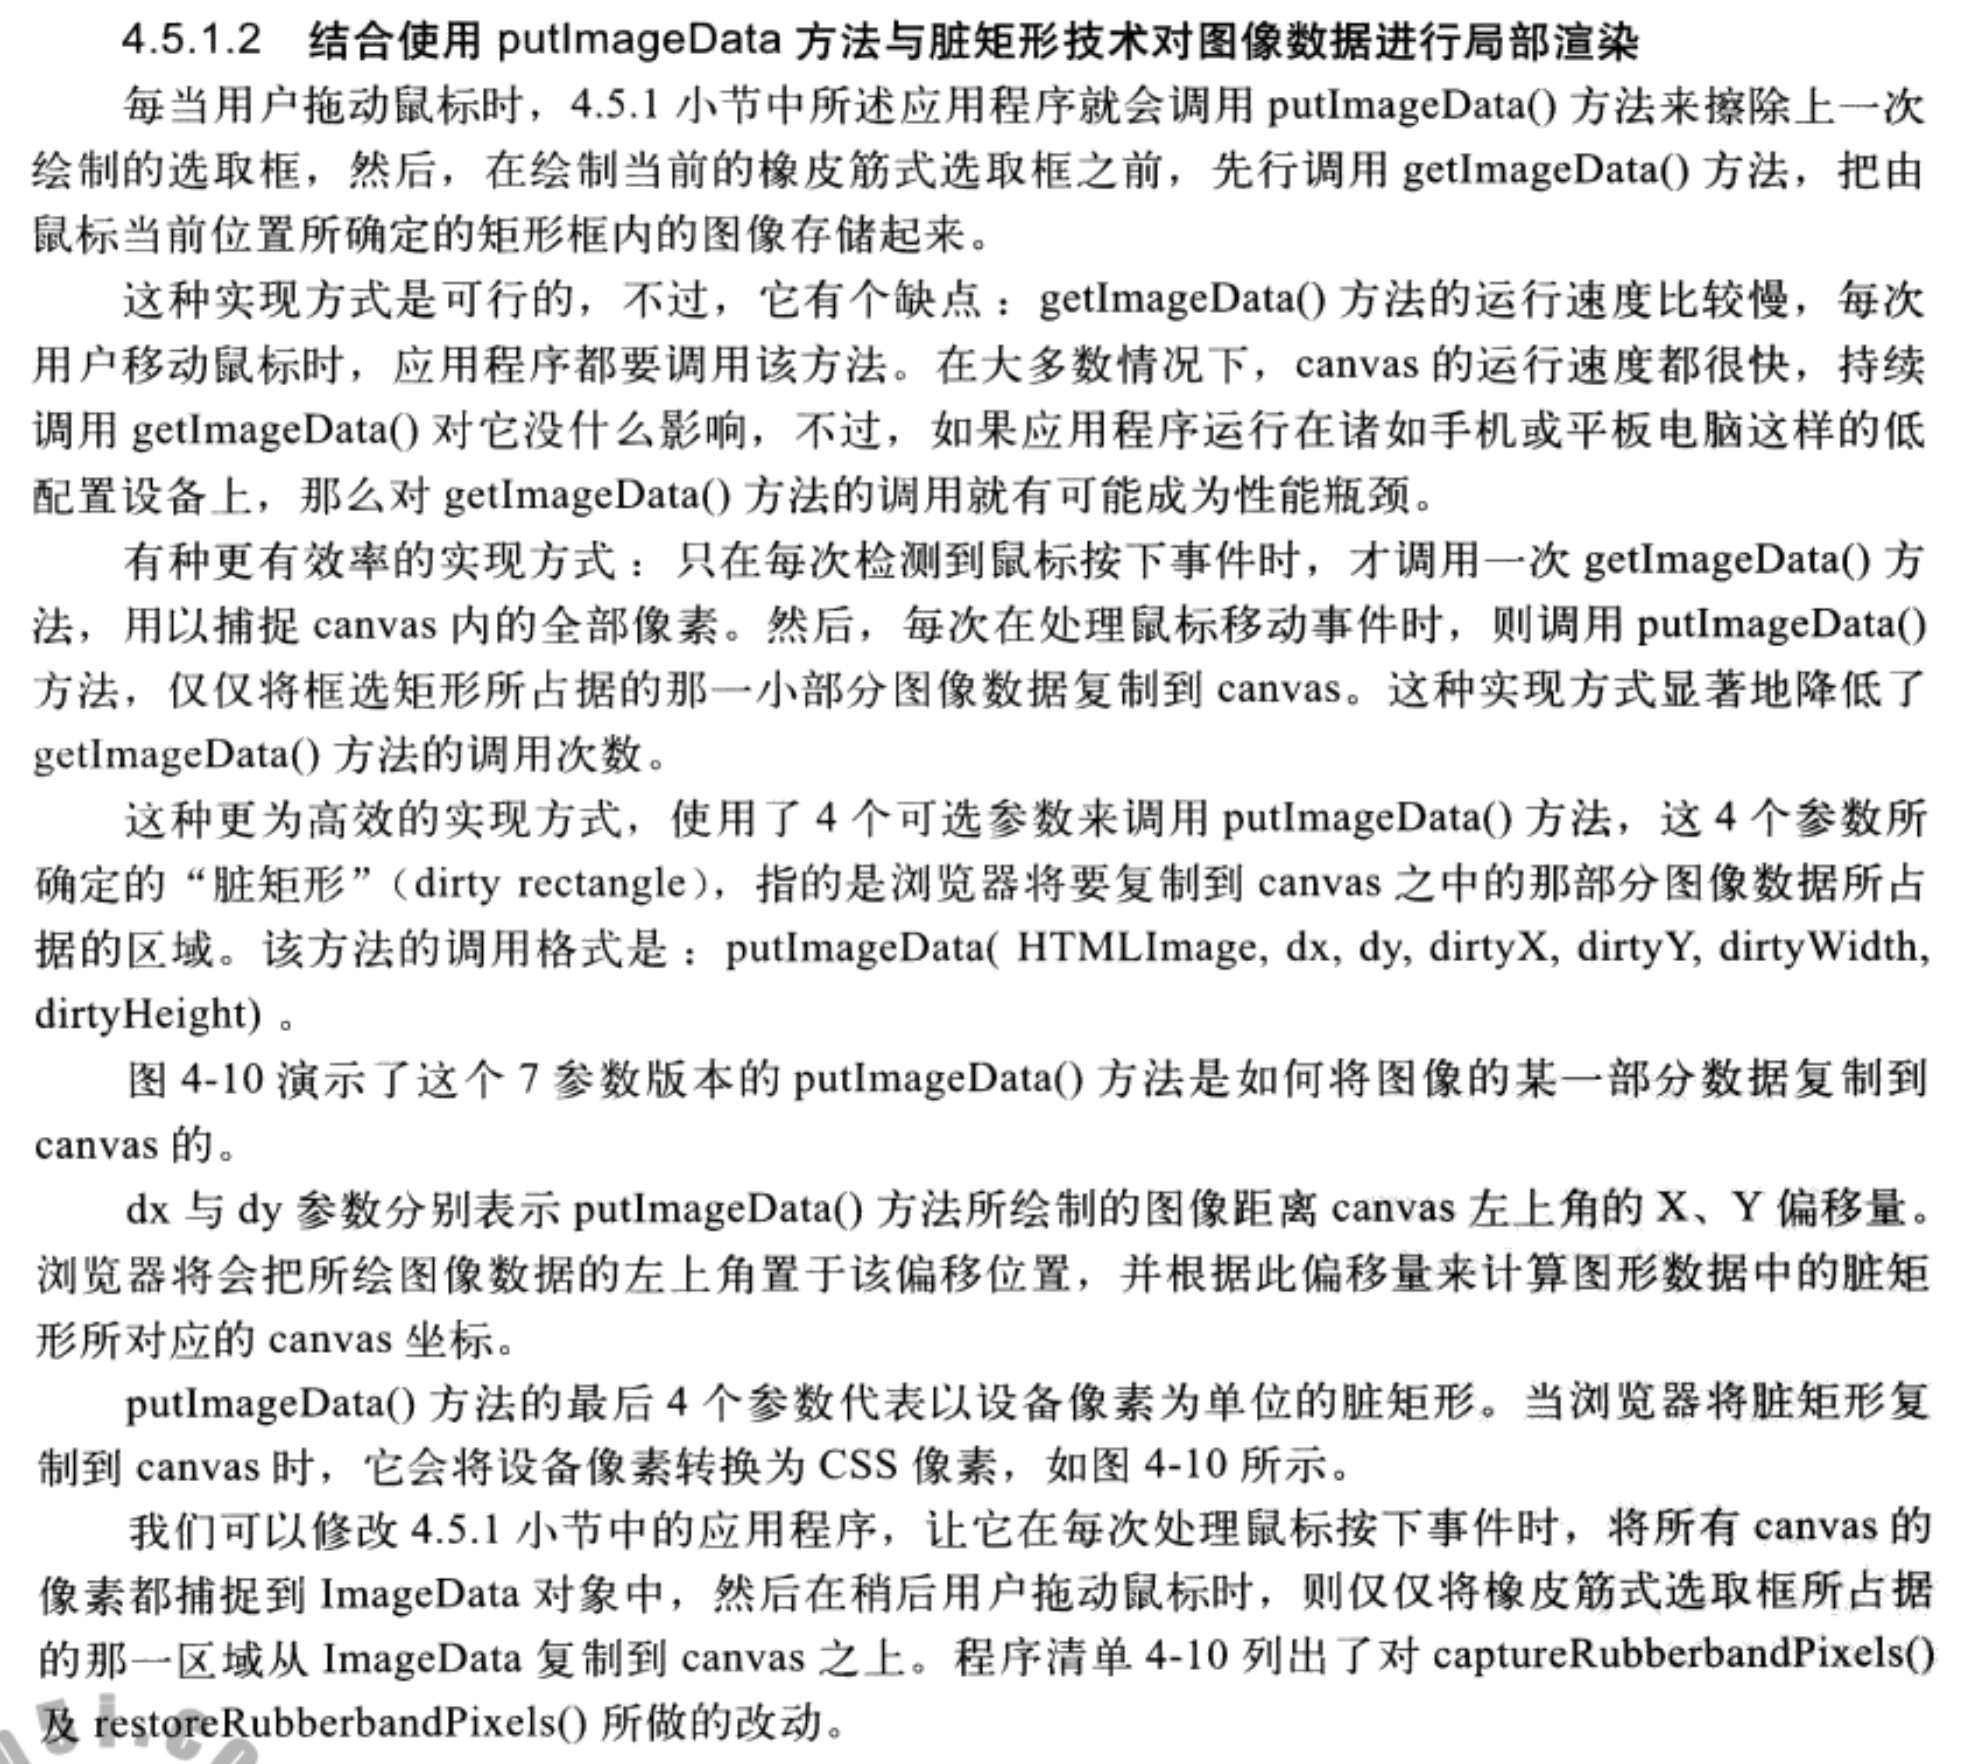 4.5.1.2 结合使用 putImageData 方法与脏矩形技术对图像数据进行局部渲染
每当用户拖动鼠标时，4.5.1 小节中所述应用程序就会调用 putImageData() 方法来擦除上一次
绘制的选取框，然后，在绘制当前的橡皮筋式选取框之前，先行调用 getImageData() 方法，把由
鼠标当前位置所确定的矩形框内的图像存储起来。
这种实现方式是可行的，不过，它有个缺点：getImageData() 方法的运行速度比较慢，每次
用户移动鼠标时，应用程序都要调用该方法。在大多数情况下，canvas 的运行速度都很快，持续
调用 getImageData() 对它没什么影响，不过，如果应用程序运行在诸如手机或平板电脑这样的低
配置设备上，那么对 getImageData() 方法的调用就有可能成为性能瓶颈。
有种更有效率的实现方式：只在每次检测到鼠标按下事件时，才调用一次 getImageData() 方
法，用以捕捉 canvas 内的全部像素。然后，每次在处理鼠标移动事件时，则调用 putImageData()
方法，仅仅将框选矩形所占据的那一小部分图像数据复制到 canvas。这种实现方式显著地降低了
getImageData() 方法的调用次数。
这种更为高效的实现方式，使用了 4 个可选参数来调用 putImageData() 方法，这 4 个参数所
确定的“脏矩形”（dirty rectangle），指的是浏览器将要复制到 canvas 之中的那部分图像数据所占
据的区域。该方法的调用格式是：putImageData( HTMLImage, dx, dy, dirtyX, dirtyY, dirtyWidth,
dirtyHeight) 。
图 4-10 演示了这个 7 参数版本的 putImageData() 方法是如何将图像的某一部分数据复制到
canvas 的。
dx 与 dy 参数分别表示 putImageData() 方法所绘制的图像距离 canvas 左上角的 X、Y 偏移量。
浏览器将会把所绘图像数据的左上角置于该偏移位置，并根据此偏移量来计算图形数据中的脏矩
形所对应的 canvas 坐标。
putImageData() 方法的最后 4 个参数代表以设备像素为单位的脏矩形。当浏览器将脏矩形复
制到 canvas 时，它会将设备像素转换为 CSS 像素，如图 4-10 所示。
我们可以修改 4.5.1 小节中的应用程序，让它在每次处理鼠标按下事件时，将所有 canvas 的
像素都捕捉到 ImageData 对象中，然后在稍后用户拖动鼠标时，则仅仅将橡皮筋式选取框所占据
的那一区域从 ImageData 复制到 canvas 之上。程序清单 4-10 列出了对 captureRubberbandPixels()
及 restoreRubberbandPixels() 所做的改动。